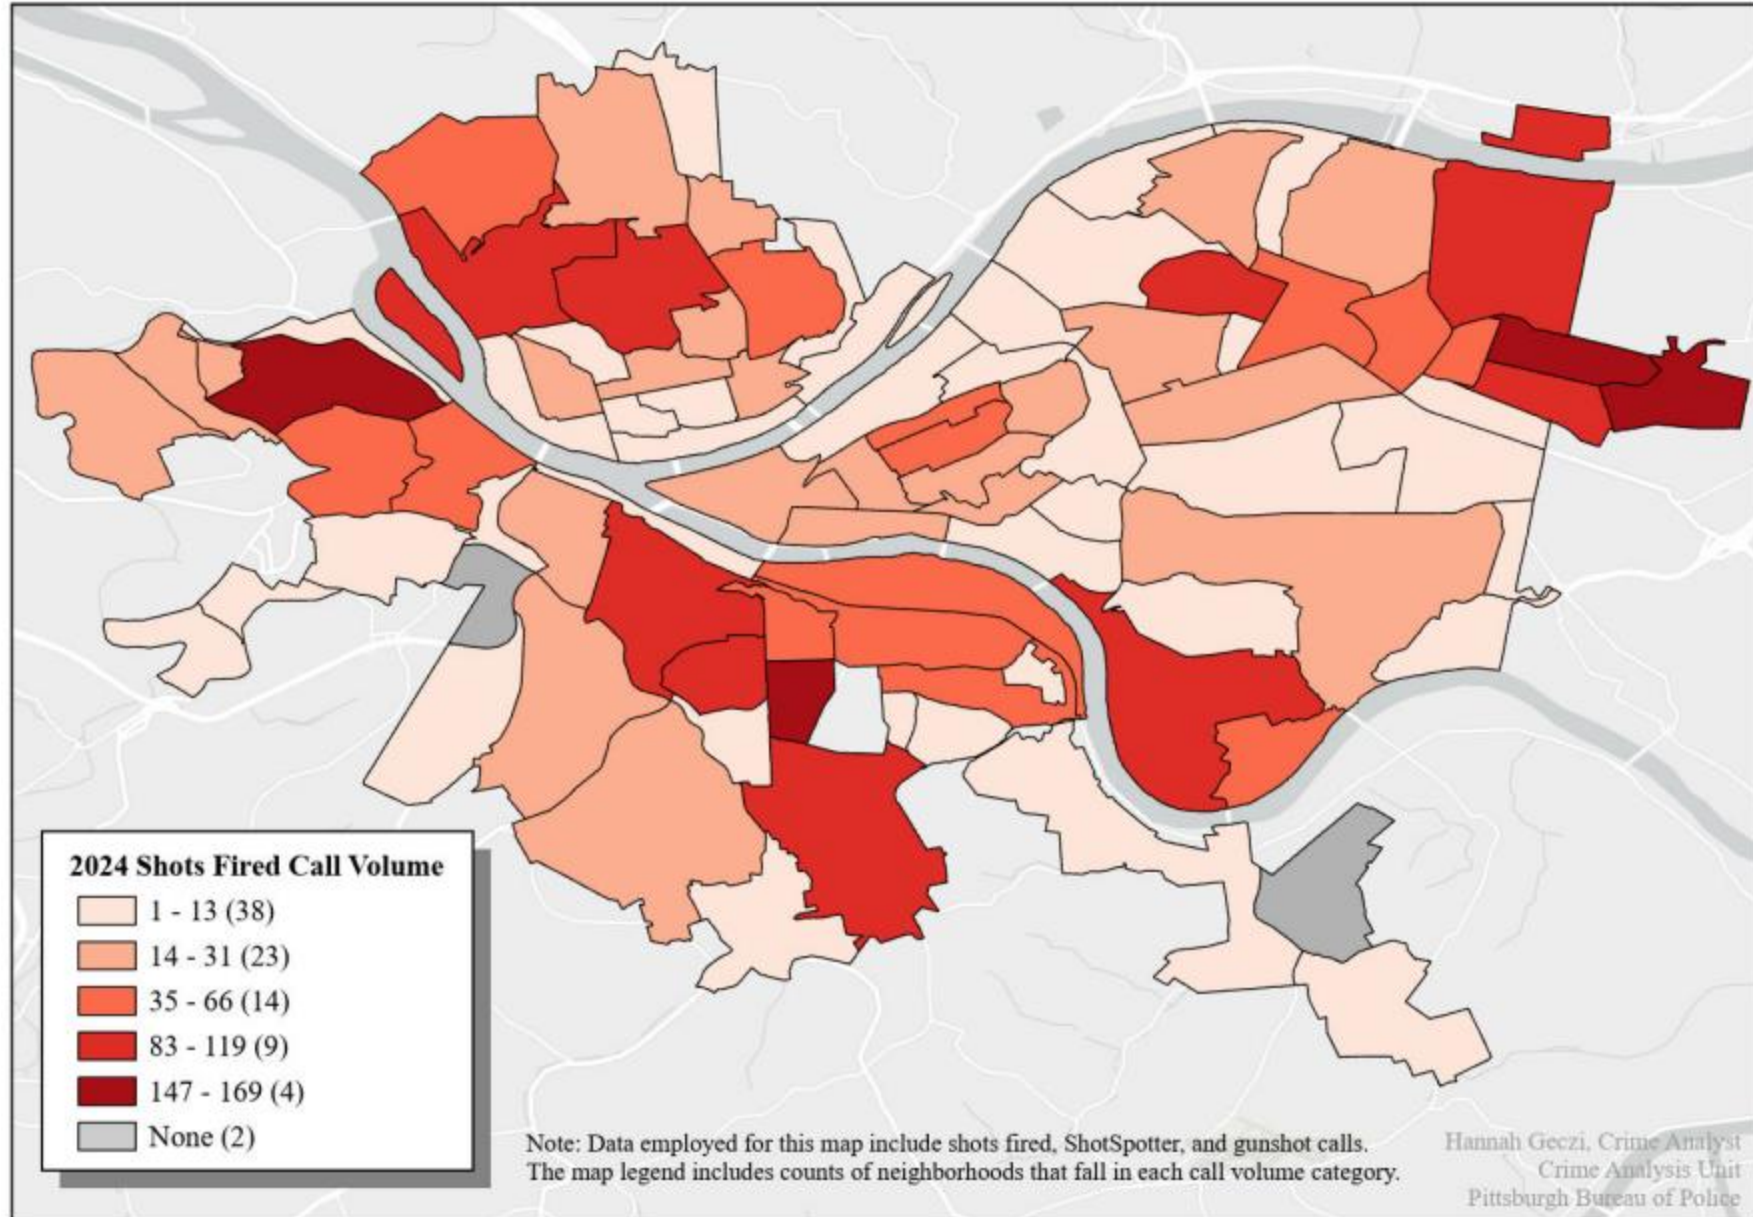 2024 Shots Fired Call Volume
1 - 13 (38)
14 - 31 (23)
35 - 66 (14)
83 - 119 (9)
147 - 169 (4)
None (2)
Note: Data employed for this map include shots fired, ShotSpotter, and gunshot calls.
The map legend includes counts of neighborhoods that fall in each call volume category.
Hannah Geczi, Crime Analyst
Crime Analysis Unit
Pittsburgh Bureau of Police